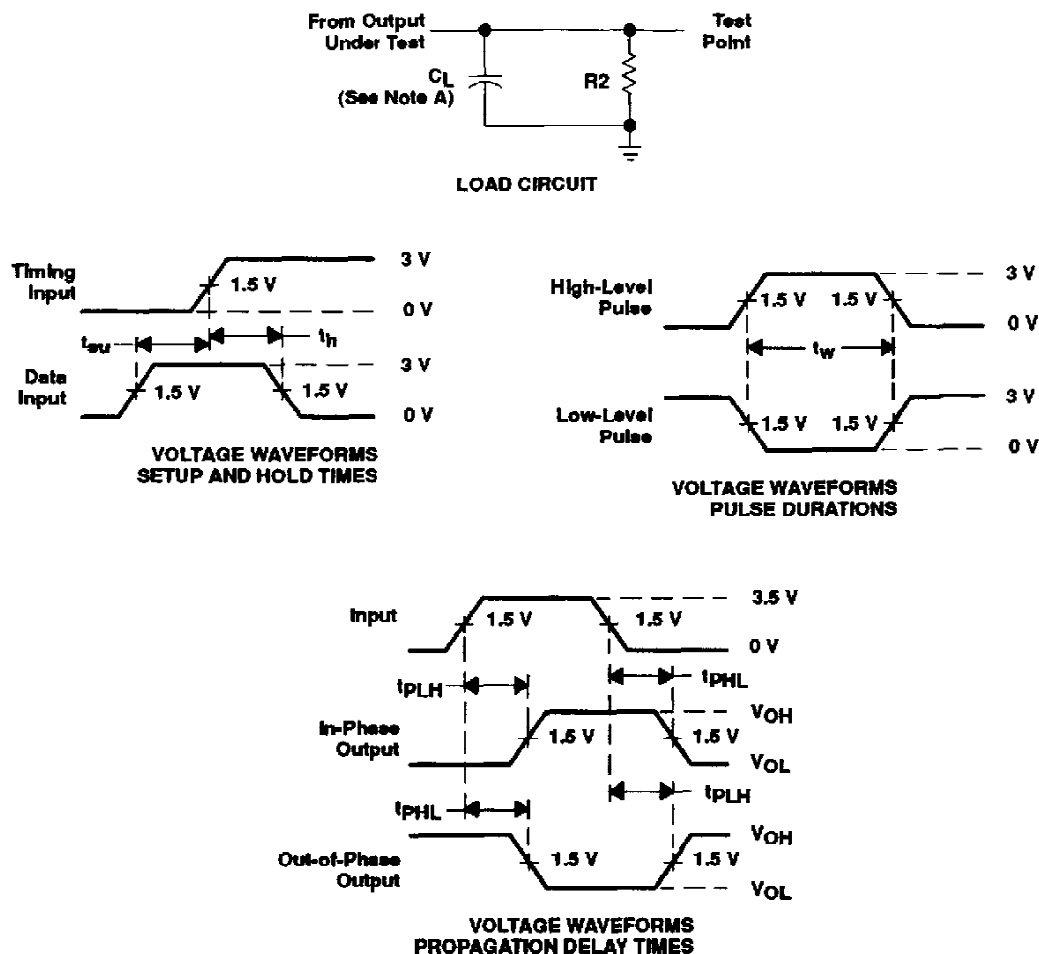 From Output
Under Test
Test
Point
CL
(See Note A)
R2
LOAD CIRCUIT
Timing
Input
3 V
1.5 V
0 V
tsu
th
Data
Input
3 V
1.5 V
1.5 V
0 V
VOLTAGE WAVEFORMS
SETUP AND HOLD TIMES
High-Level
Pulse
3 V
1.5 V
1.5 V
0 V
tw
Low-Level
Pulse
3 V
1.5 V
1.5 V
0 V
VOLTAGE WAVEFORMS
PULSE DURATIONS
Input
3.5 V
1.5 V
1.5 V
0 V
tPLH
tPHL
In-Phase
Output
VOH
1.5 V
1.5 V
VOL
tPHL
tPLH
Out-of-Phase
Output
VOH
1.5 V
1.5 V
VOL
VOLTAGE WAVEFORMS
PROPAGATION DELAY TIMES